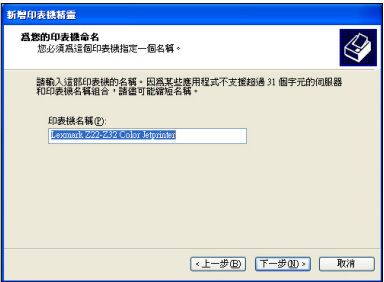 新增印表機精靈
為您的印表機命名
您必須為這個印表機指定一個名稱。
請輸入這部印表機的名稱。因為某些應用程式不支援超過 31 個字元的伺服器
和印表機名稱組合，請儘可能縮短名稱。
印表機名稱(P):
Lexmark Z22-Z32 Color Jetprinter
<上一步(B)
下一步(N)>
取消